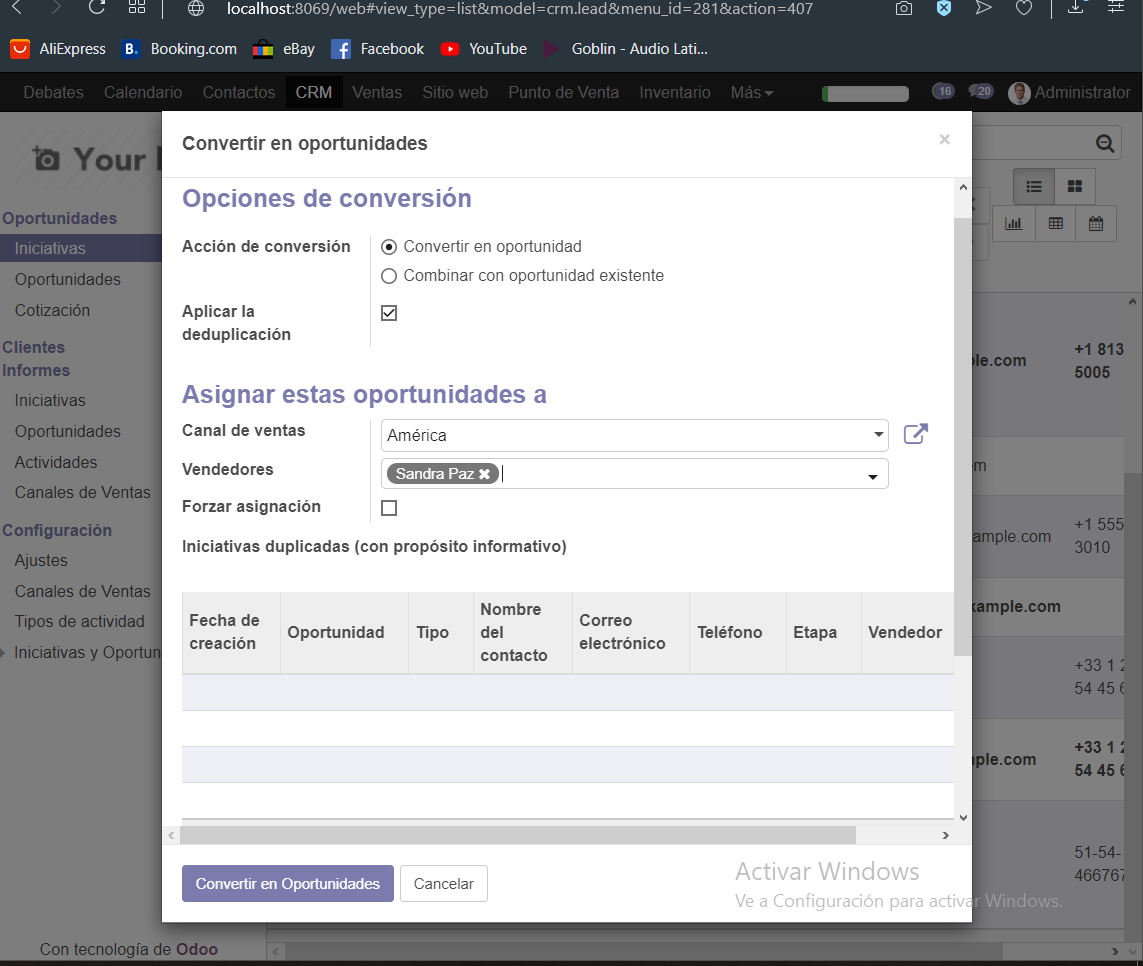 localhost:8069/web#view_type=list&model=crm.lead&menu_id=281&action=407
AliExpress
B.
Booking.com
eBay
Facebook
YouTube
Goblin - Audio Lati...
Debates
Calendario
Contactos
CRM
Ventas
Sitio web
Punto de Venta
Inventario
Más
16
20
Administrator
Your
Oportunidades
Iniciativas
Oportunidades
Cotización
Clientes
Informes
Iniciativas
Oportunidades
Actividades
Canales de Ventas
Configuración
Ajustes
Canales de Ventas
Tipos de actividad
Iniciativas y Oportun
Con tecnología de Odoo
Convertir en oportunidades
×
Opciones de conversión
Acción de conversión
Convertir en oportunidad
Combinar con oportunidad existente
Aplicar la
deduplicación
Asignar estas oportunidades a
Canal de ventas
América
Vendedores
Sandra Paz ✖
Forzar asignación
Iniciativas duplicadas (con propósito informativo)
Fecha de
creación
Oportunidad
Tipo
Nombre
del
contacto
Correo
electrónico
Teléfono
Etapa
Vendedor
Convertir en Oportunidades
Cancelar
ple.com
+1 813
5005
om
ample.com
+1 555
3010
xample.com
+33 1 2
54 45 6
mple.com
+33 1 2
54 45 6
51-54-
466767
Activar Windows
Ve a Configuración para activar Windows.